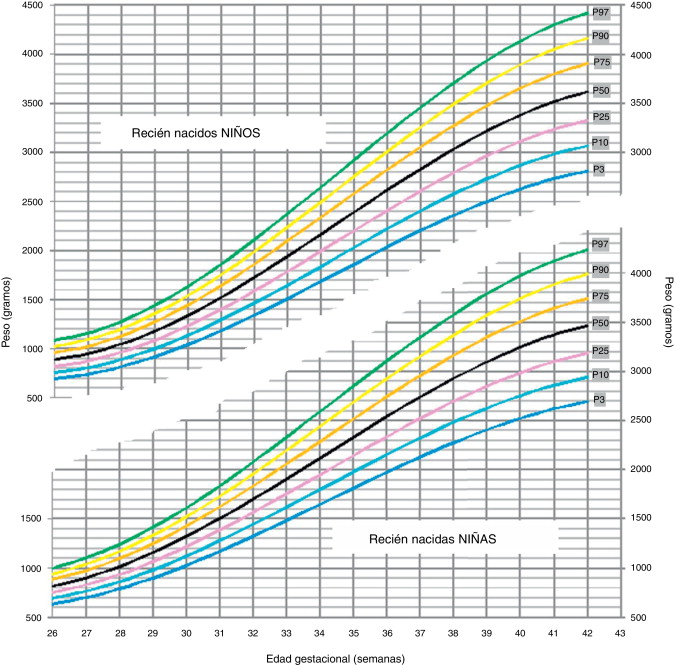 4500
4000
3500
3000
2500
2000
1500
1000
500
4500
4000
3500
3000
P97
P90
P75
P50
P25
P10
P3
Recién nacidos NIÑOS
Peso (gramos)
Peso (gramos)
P97
P90
P75
P50
P25
P10
P3
4000
3500
3000
2500
2000
1500
1000
500
1500
1000
500
Recién nacidas NIÑAS
26 27 28 29 30 31 32 33 34 35 36 37 38 39 40 41 42 43
Edad gestacional (semanas)